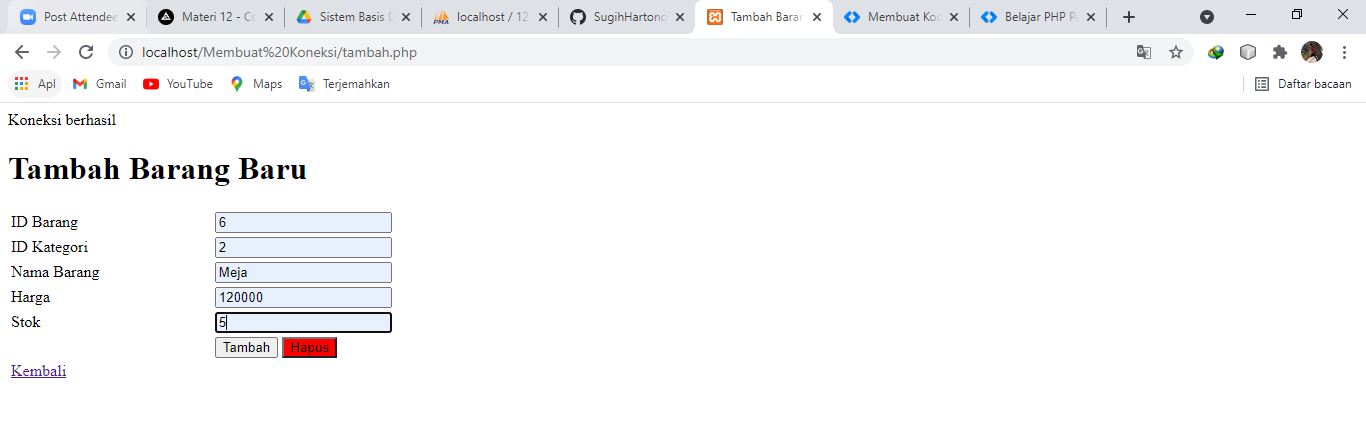 Post Attendee
Materi 12 - Co
Sistem Basis D
localhost / 12
SugihHartono
Tambah Baran
Membuat Kod
Belajar PHP Pa
localhost/Membuat%20Koneksi/tambah.php
Apl
Gmail
YouTube
Maps
Terjemahkan
Daftar bacaan
Koneksi berhasil
Tambah Barang Baru
ID Barang 6
ID Kategori 2
Nama Barang Meja
Harga 120000
Stok 5
Tambah Hapus
Kembali